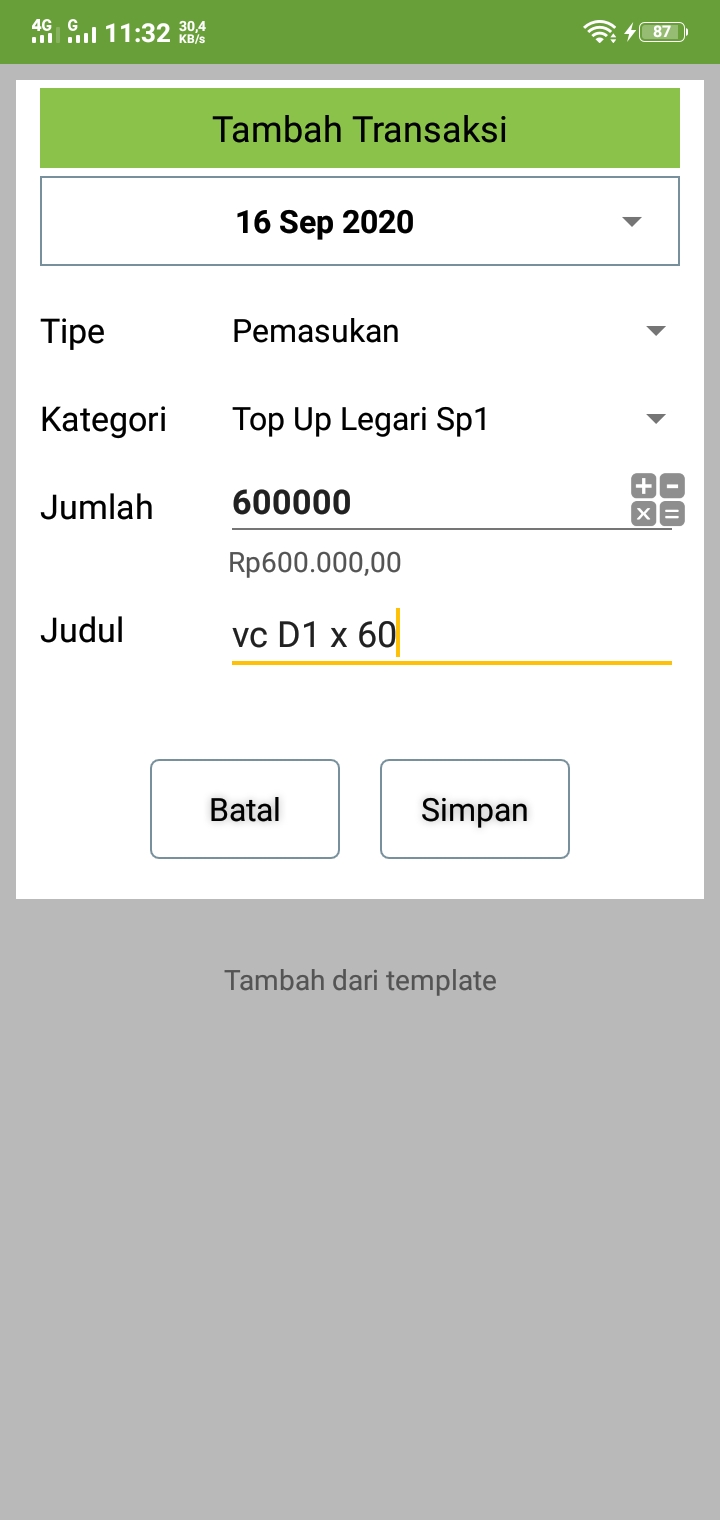 4G G 11:32 30,4 KB/s 87
Tambah Transaksi
16 Sep 2020
Tipe Pemasukan
Kategori Top Up Legari Sp1
Jumlah 600000
Rp600.000,00
Judul vc D1 x 60
Batal Simpan
Tambah dari template